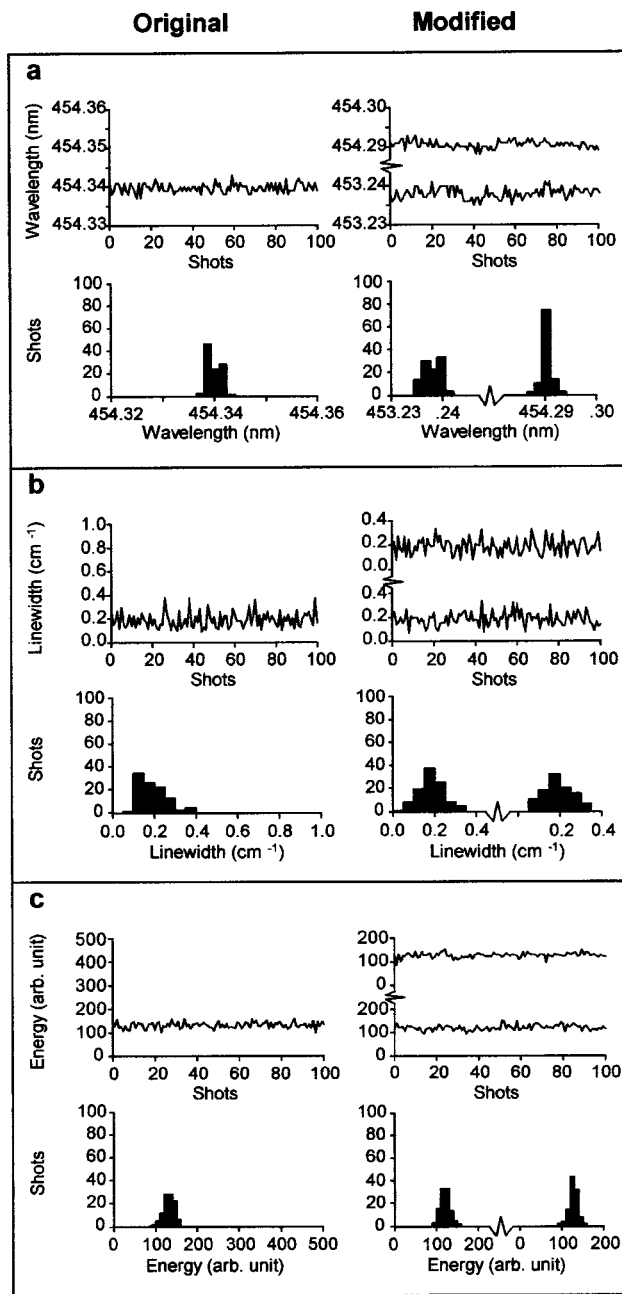 Original Modified
a
Wavelength (nm)
454.36
454.35
454.34
454.33
0 20 40 60 80 100
Shots
454.30
454.29
453.24
453.23
0 20 40 60 80 100
Shots
Shots
100
80
60
40
20
0
454.32 454.34 454.36
Wavelength (nm)
100
80
60
40
20
0
453.23 .24 454.29 .30
Wavelength (nm)
b
Linewidth (cm -1)
1.0
0.8
0.6
0.4
0.2
0.0
0 20 40 60 80 100
Shots
0.4
0.2
0.0
0.4
0.2
0.0
0 20 40 60 80 100
Shots
Shots
100
80
60
40
20
0
0.0 0.4 0.6 0.8 1.0
Linewidth (cm -1)
100
80
60
40
20
0
0.0 0.2 0.4 0.2 0.4
Linewidth (cm -1)
c
Energy (arb. unit)
500
400
300
200
100
0
0 20 40 60 80 100
Shots
200
100
0
200
100
0
0 20 40 60 80 100
Shots
Shots
100
80
60
40
20
0
0 100 200 300 400 500
Energy (arb. unit)
100
80
60
40
20
0
0 100 200 0 100 200
Energy (arb. unit)